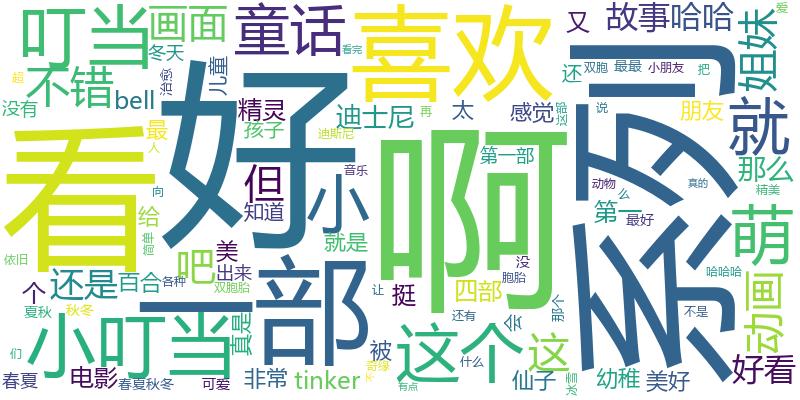 叮当
画面
童话
喜欢
又
故事
哈哈
姐妹
爱
超
冬天
治愈
儿童
看完
不错
bell
精灵
迪士尼
太
感觉
还
双胞
最最
小朋友
把
没有
最
孩子
迪斯尼
再
这部
说
朋友
就
看
好
啊
系列
人
但
小
音乐
第一部
动物
么
真的
那么
精美
给
知道
就是
第一
最好
萌
向
吧
美
出来
没
胞胎
依旧
简单
还是
百合
各种
双胞胎
让
挺
四部
那个
哈哈哈
不是
动画
个
夏秋
秋冬
一部
真是
小叮当
被
这个
还有
会
这
们
春夏
电影
春夏秋冬
可爱
非常
tinker
奇缘
有点
什么
仙子
冰雪
幼稚
美好
好看